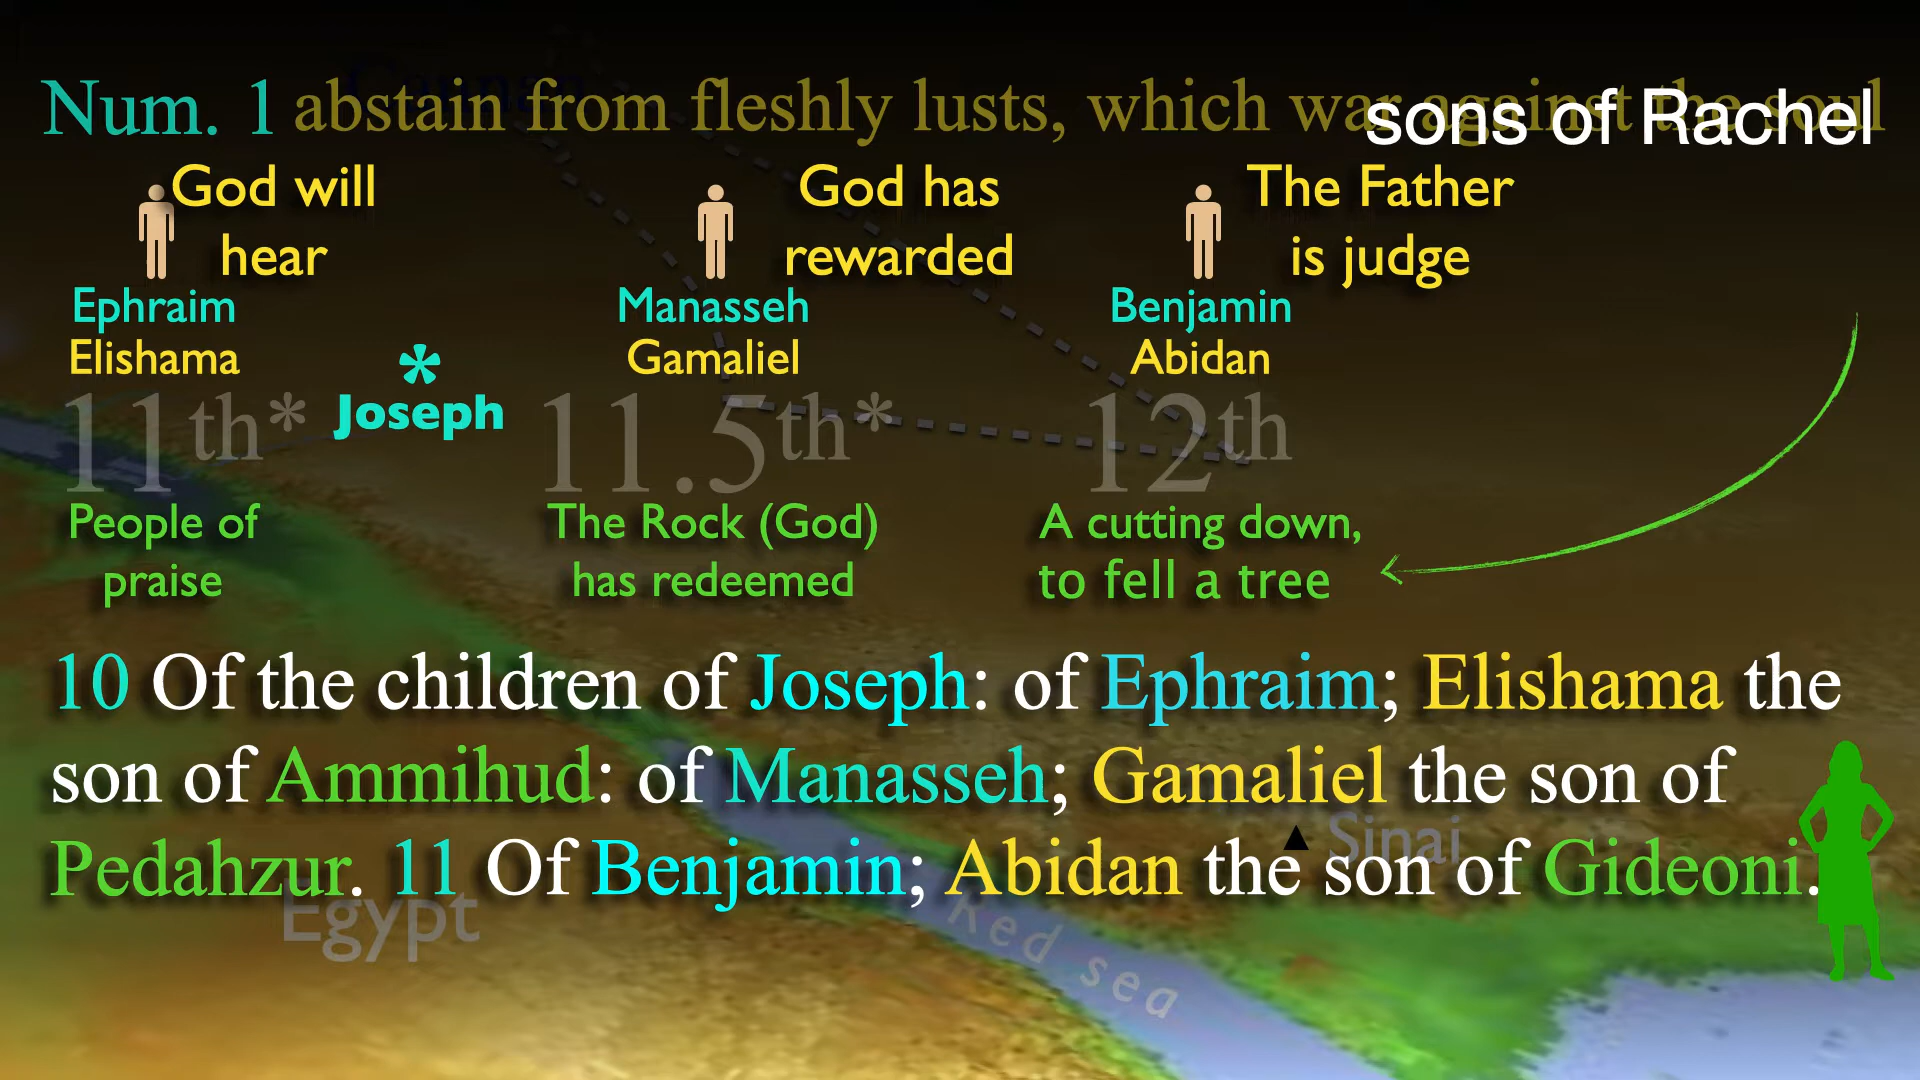 Num. 1 abstain from fleshly lusts, which war against the soul
sons of Rachel
God will
hear
God has
rewarded
The Father
is judge
Ephraim
Elishama
Manasseh
Gamaliel
Benjamin
Abidan
*
Joseph
11th*
11.5th*
12th
People of
praise
The Rock (God)
has redeemed
A cutting down,
to fell a tree
10 Of the children of Joseph: of Ephraim; Elishama the
son of Ammihud: of Manasseh; Gamaliel the son of
Pedahzur. 11 Of Benjamin; Abidan the son of Gideoni.
Sinai
Egypt
Red sea